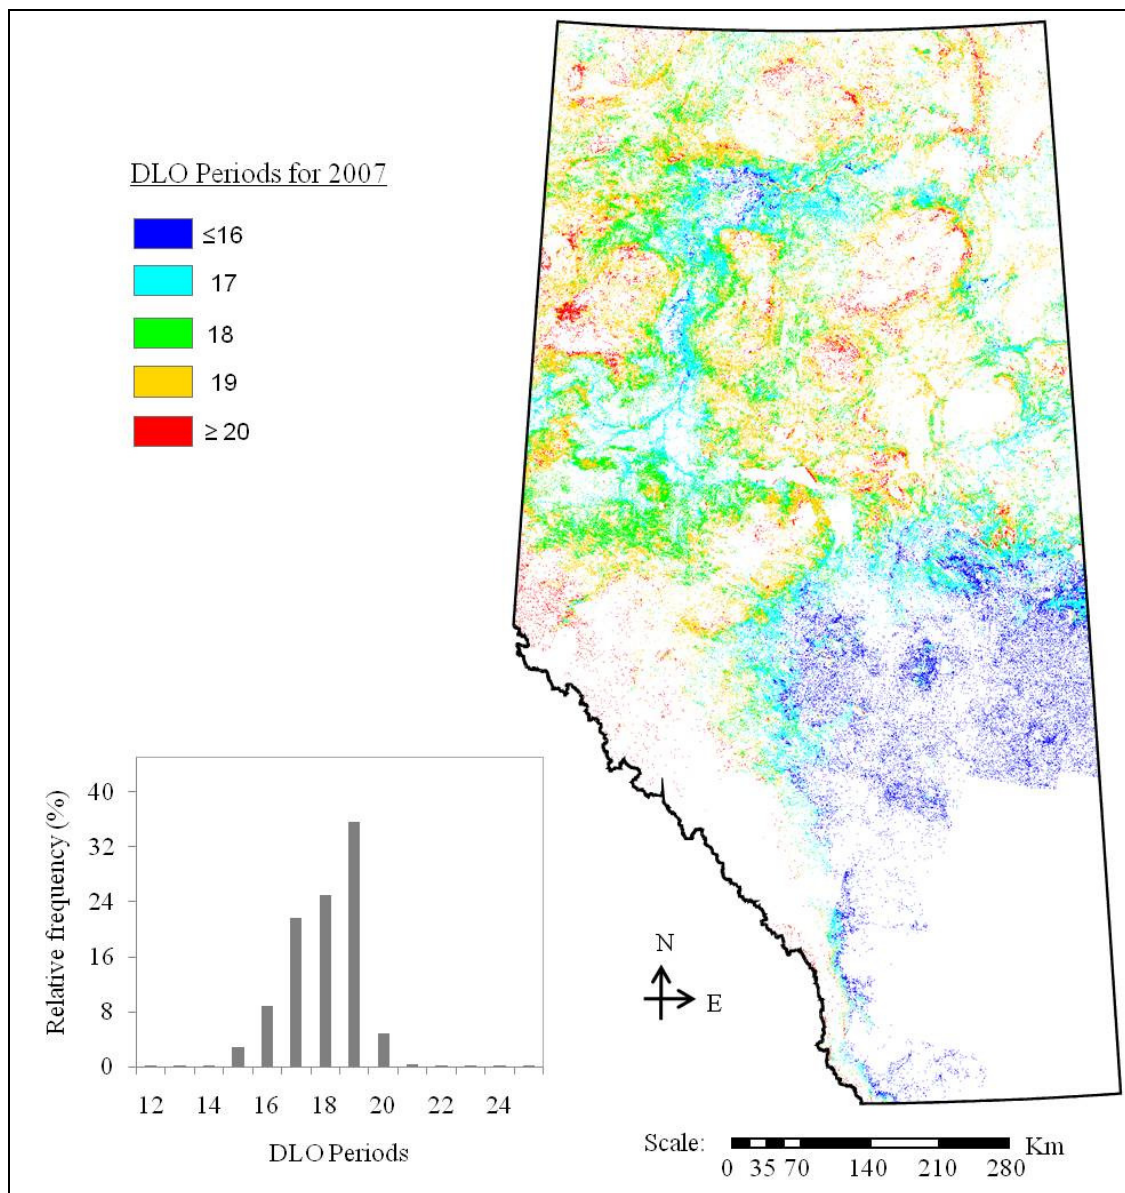 DLO Periods for 2007
≤16
17
18
19
≥ 20
40
32
24
16
8
0
Relative frequency (%)
12 14 16 18 20 22 24
DLO Periods
N
E
Scale:
Km
0 35 70 140 210 280